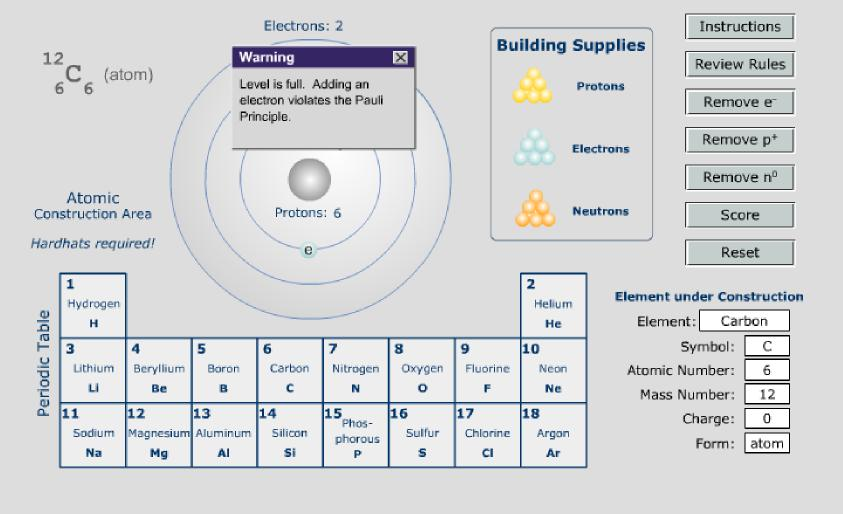 Electrons: 2
12
6 C 6 (atom)
Warning
Level is full. Adding an
electron violates the Pauli
Principle.
Protons: 6
e
Atomic
Construction Area
Hardhats required!
Building Supplies
Protons
Electrons
Neutrons
Instructions
Review Rules
Remove e⁻
Remove p⁺
Remove n⁰
Score
Reset
Periodic Table
1
Hydrogen
H
2
Helium
He
3
Lithium
Li
4
Beryllium
Be
5
Boron
B
6
Carbon
C
7
Nitrogen
N
8
Oxygen
O
9
Fluorine
F
10
Neon
Ne
11
Sodium
Na
12
Magnesium
Mg
13
Aluminum
Al
14
Silicon
Si
15
Phos-
phorous
P
16
Sulfur
S
17
Chlorine
Cl
18
Argon
Ar
Element under Construction
Element: Carbon
Symbol: C
Atomic Number: 6
Mass Number: 12
Charge: 0
Form: atom